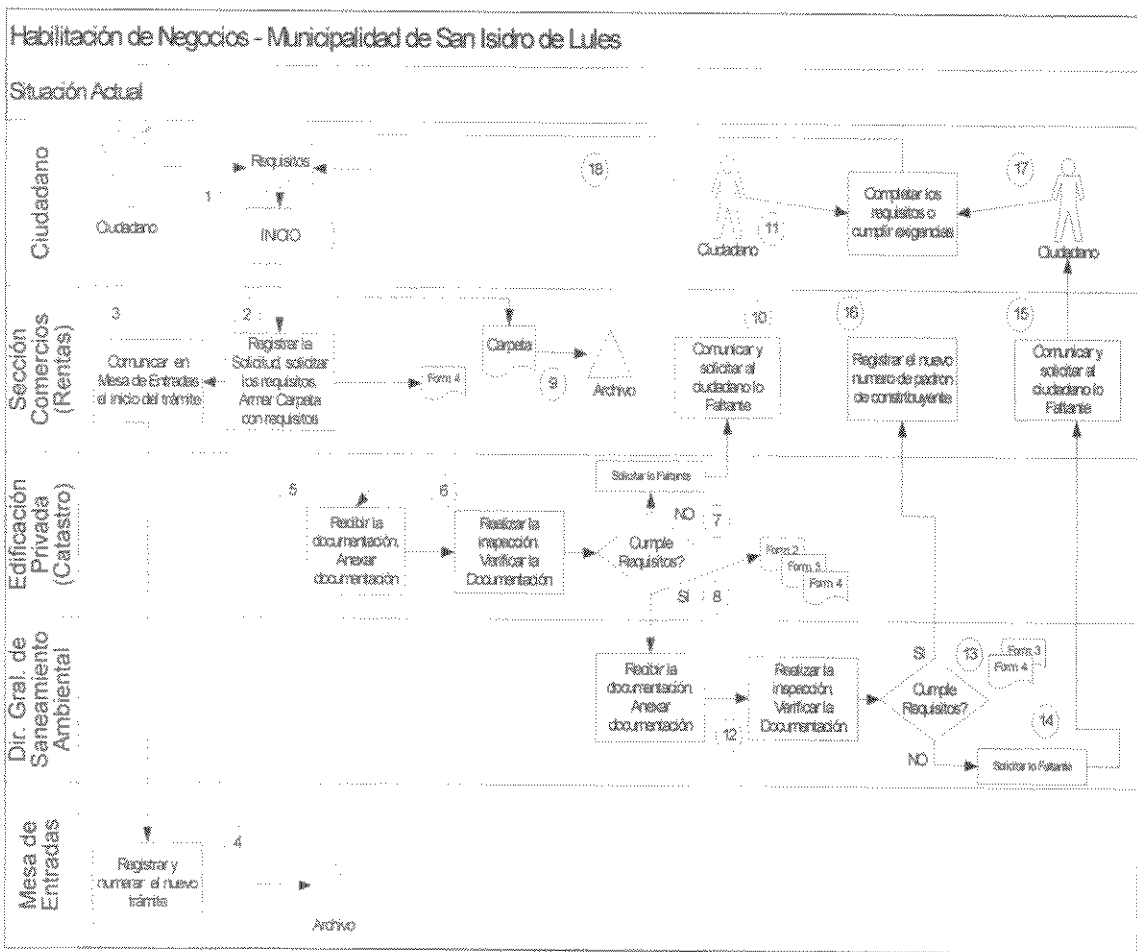 Habilitación de Negocios - Municipalidad de San Isidro de Lules
Situación Actual
Ciudadano
Requisitos
1
Ciudadano
INICIO
18
Ciudadano
11
Completar los
requisitos o
cumplir exigencias
17
Ciudadano
Sección
Comercios
(Rentas)
3
Comunicar en
Mesa de Entradas
el inicio del trámite
2
Registrar la
Solicitud, solicitar
los requisitos.
Armar Carpeta
con requisitos
Form. 4
Carpeta
9
Archivo
10
Comunicar y
solicitar al
ciudadano lo
Faltante
16
Registrar el nuevo
numero de padron
de constribuyente
15
Comunicar y
solicitar al
ciudadano lo
Faltante
Edificación
Privada
(Catastro)
5
Recibir la
documentación.
Anexar
documentación
6
Realizar la
inspección.
Verificar la
Documentación
Solicitar lo Faltante
NO
7
Cumple
Requisitos?
SI
8
Form. 2
Form. 3
Form. 4
Dir. Gral. de
Saneamiento
Ambiental
Recibir la
documentación.
Anexar
documentación
12
Realizar la
inspección.
Verificar la
Documentación
SI
13
Cumple
Requisitos?
Form. 3
Form. 4
NO
14
Solicitar lo Faltante
Mesa de
Entradas
Registrar y
numerar el nuevo
trámite
4
Archivo